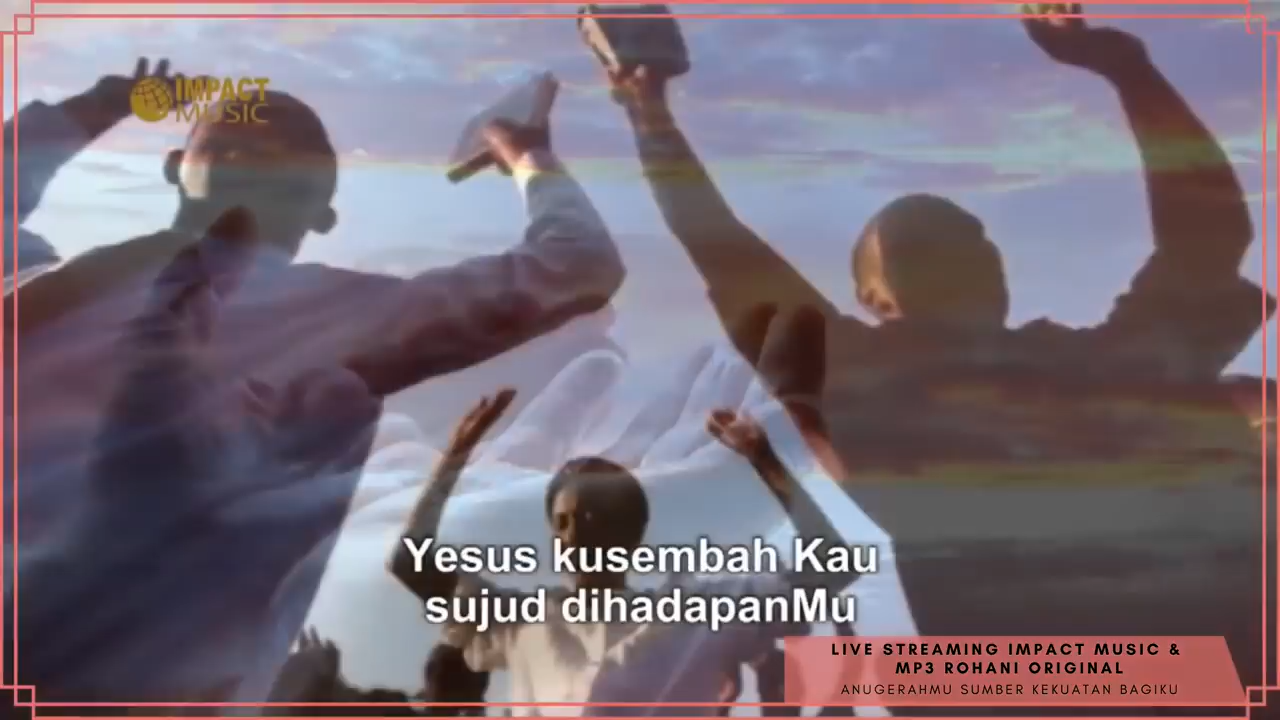 IMPACT
MUSIC
Yesus kusembah Kau
sujud dihadapanMu
LIVE STREAMING IMPACT MUSIC &
MP3 ROHANI ORIGINAL
ANUGERAHMU SUMBER KEKUATAN BAGIKU